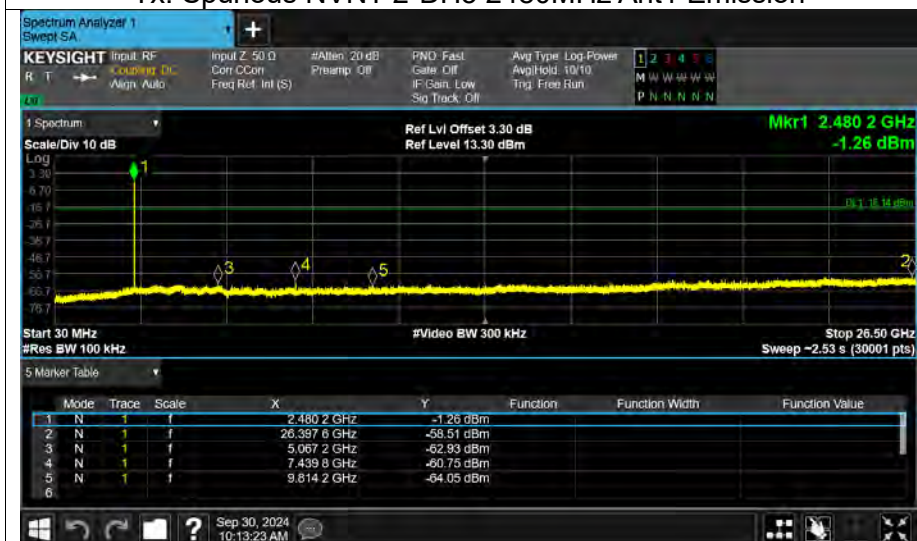 Tx. Spurious NVNT 2-DH5 2480MHz Ant1 Emission
Spectrum Analyzer 1
Swept SA
+
KEYSIGHT Input: RF Input Z: 50 Ω #Atten: 20 dB PNO: Fast Avg Type: Log-Power 1 2 3 4 5 6
R T Coupling: DC Corr CCorr Preamp: Off Gate: Off Avg|Hold: 10/10 M W W W W W
Align: Auto Freq Ref: Int (S) IF Gain: Low Trig: Free Run
Sig Track: Off P N N N N N
1 Spectrum
Ref Lvl Offset 3.30 dB Mkr1 2.480 2 GHz
Scale/Div 10 dB Ref Level 13.30 dBm -1.26 dBm
Log
1
3.30
-6.70
-16.7
-26.7
-36.7
-46.7
3 4 5 2
-56.7
-66.7
-76.7
Start 30 MHz #Video BW 300 kHz Stop 26.50 GHz
#Res BW 100 kHz Sweep ~2.53 s (30001 pts)
5 Marker Table
Mode Trace Scale X Y Function Function Width Function Value
1 N 1 f 2.480 2 GHz -1.26 dBm
2 N 1 f 26.397 6 GHz -58.51 dBm
3 N 1 f 5.067 2 GHz -62.93 dBm
4 N 1 f 7.439 8 GHz -60.75 dBm
5 N 1 f 9.814 2 GHz -64.05 dBm
6
? Sep 30, 2024
10:13:23 AM